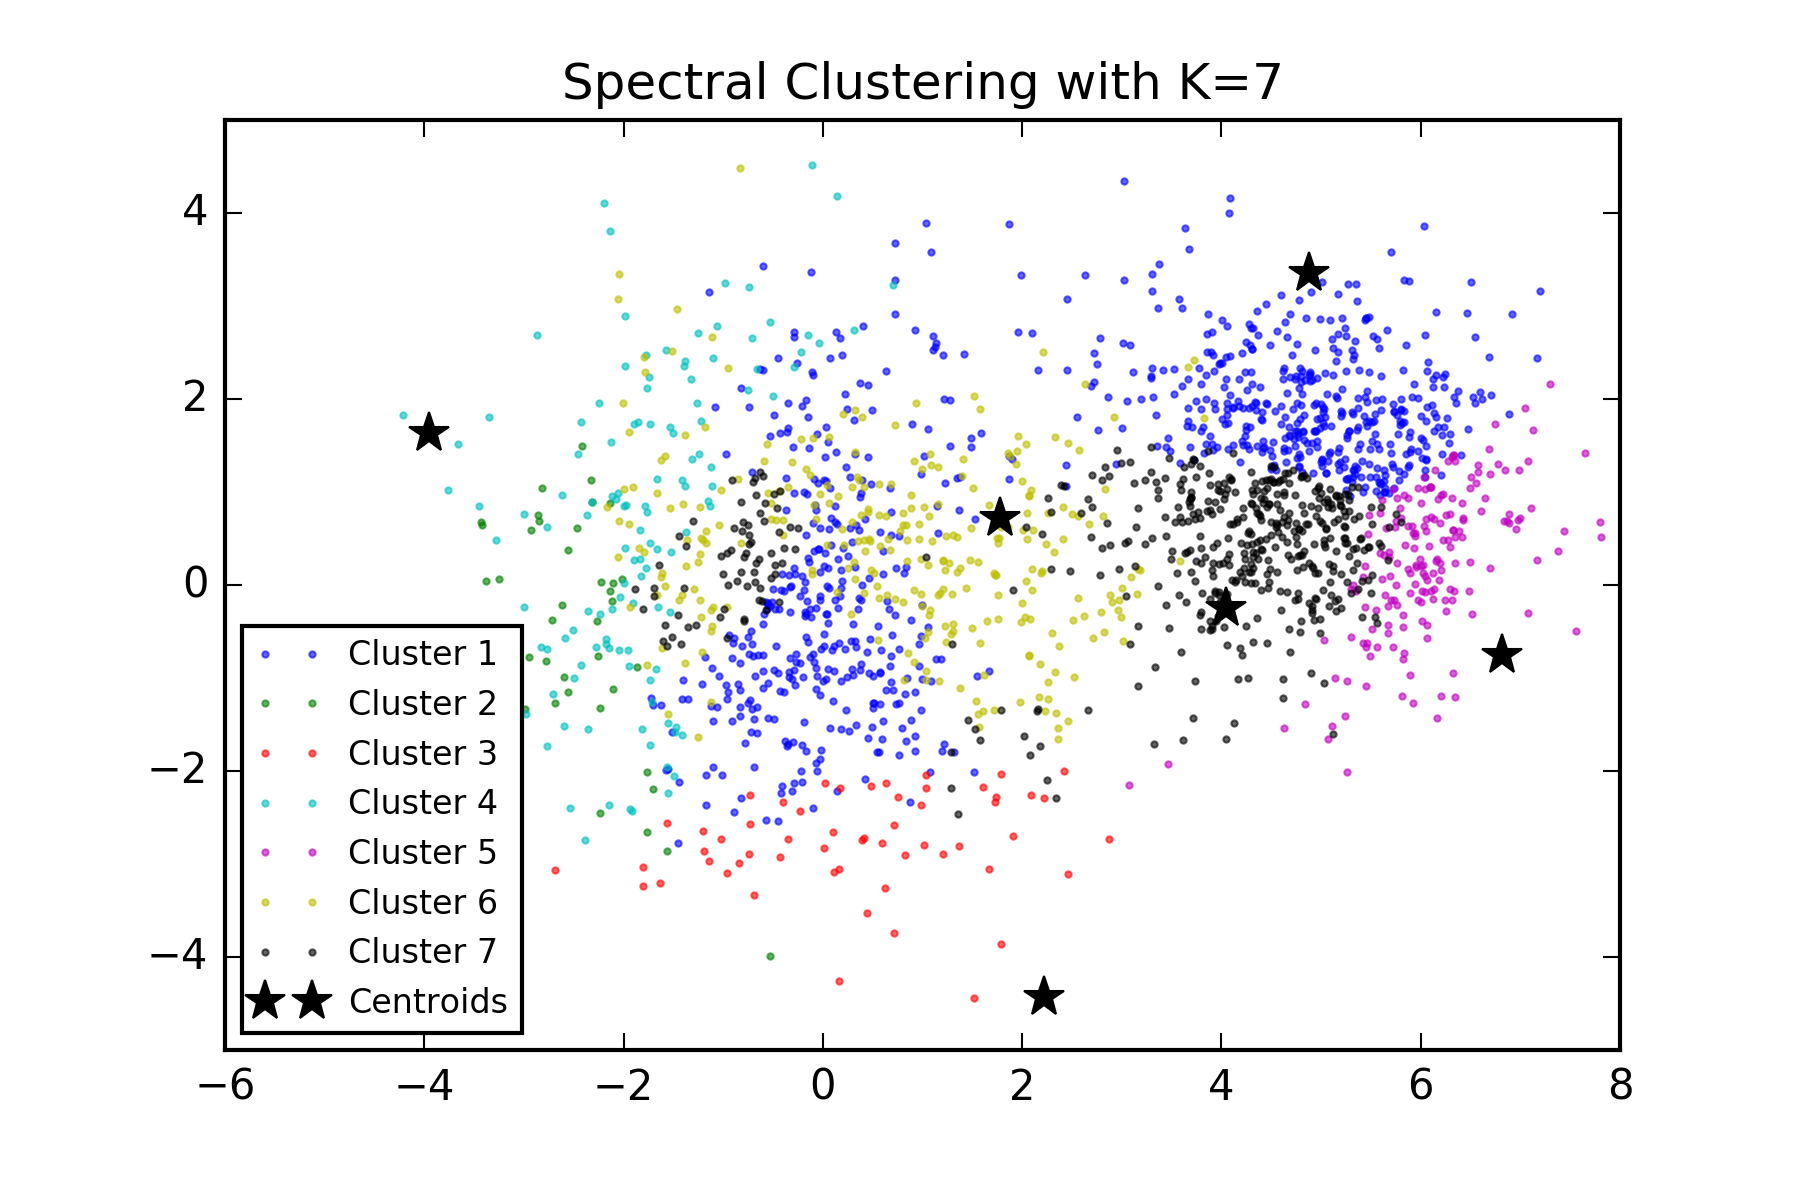 Spectral Clustering with K=7
4
2
0
−2
−4
Cluster 1
Cluster 2
Cluster 3
Cluster 4
Cluster 5
Cluster 6
Cluster 7
Centroids
−6 −4 −2 0 2 4 6 8